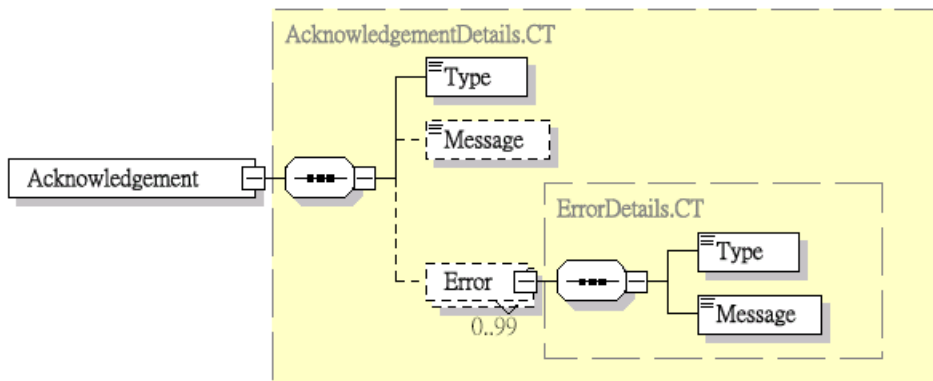 AcknowledgementDetails.CT
Type
Message
Acknowledgement
ErrorDetails.CT
Type
Error
Message
0..99